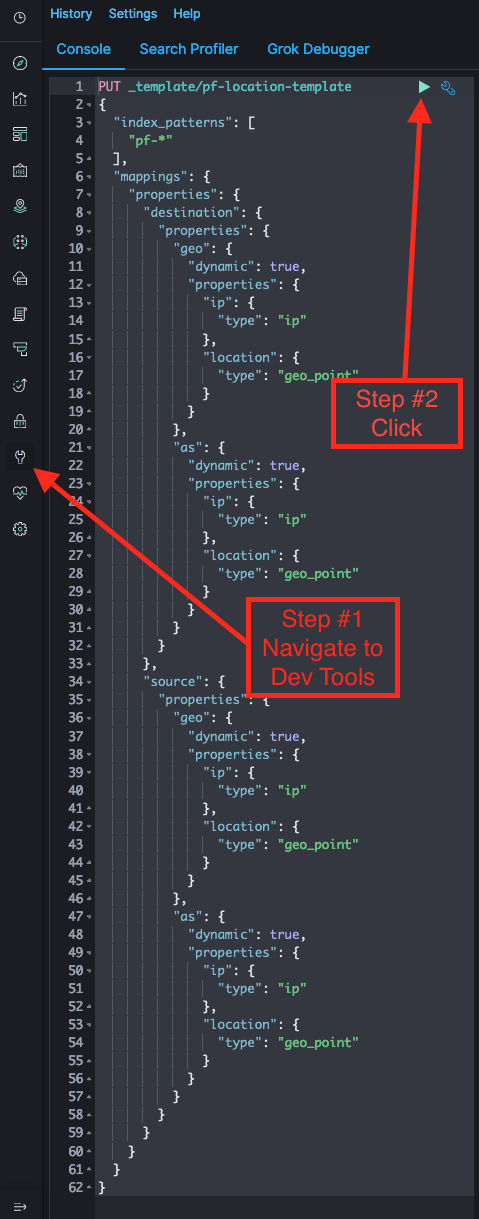 History Settings Help
Console Search Profiler Grok Debugger
1 PUT _template/pf-location-template
2 {
3 "index_patterns": [
4 "pf-*"
5 ],
6 "mappings": {
7 "properties": {
8 "destination": {
9 "properties": {
10 "geo": {
11 "dynamic": true,
12 "properties": {
13 "ip": {
14 "type": "ip"
15 },
16 "location": {
17 "type": "geo_point"
18 }
19 }
20 },
21 "as": {
22 "dynamic": true,
23 "properties": {
24 "ip": {
25 "type": "ip"
26 },
27 "location": {
28 "type": "geo_point"
29 }
30 }
31 }
32 }
33 },
34 "source": {
35 "properties": {
36 "geo": {
37 "dynamic": true,
38 "properties": {
39 "ip": {
40 "type": "ip"
41 },
42 "location": {
43 "type": "geo_point"
44 }
45 }
46 },
47 "as": {
48 "dynamic": true,
49 "properties": {
50 "ip": {
51 "type": "ip"
52 },
53 "location": {
54 "type": "geo_point"
55 }
56 }
57 }
58 }
59 }
60 }
61 }
62 }
Step #2
Click
Step #1
Navigate to
Dev Tools